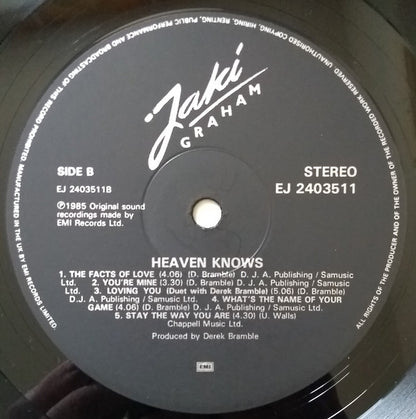 UNAUTHORISED COPYING, HIRING, RENTING, PUBLIC PERFORMANCE AND BROADCASTING OF THIS RECORD PROHIBITED. MANUFACTURED IN THE UK BY EMI RECORDS LIMITED.
ALL RIGHTS OF THE PRODUCER AND OF THE OWNER OF THE RECORDED WORK RESERVED
Jaki
GRAHAM
SIDE B
STEREO
EJ 2403511B
EJ 2403511
℗1985 Original sound
recordings made by
EMI Records Ltd.
HEAVEN KNOWS
1. THE FACTS OF LOVE (4.06) (D. Bramble) D. J. A. Publishing / Samusic
Ltd. 2. YOU'RE MINE (3.30) (D. Bramble) D. J. A. Publishing / Samusic
Ltd. 3. LOVING YOU (Duet with Derek Bramble) (5.06) (D. Bramble)
D.J. A. Publishing / Samusic Ltd. 4. WHAT'S THE NAME OF YOUR
GAME (4.30) (D. Bramble) D. J. A. Publishing / Samusic Ltd.
5. STAY THE WAY YOU ARE (4.30) (U. Walls)
Chappell Music Ltd.
Produced by Derek Bramble
EMI